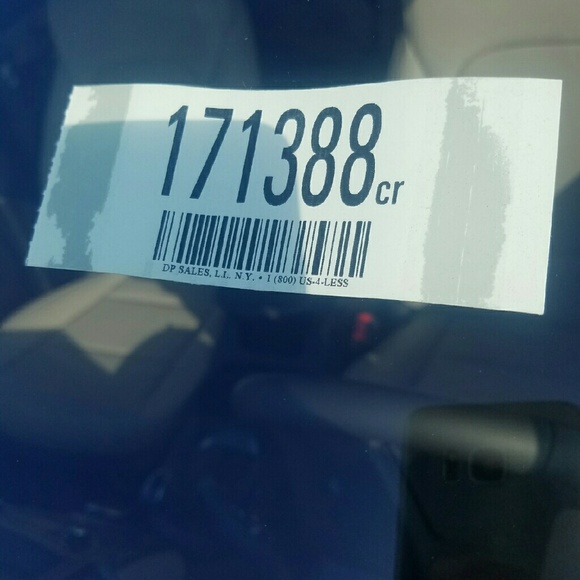 171388cr
DP SALES, L.I., N.Y. • 1 (800) US-4-LESS